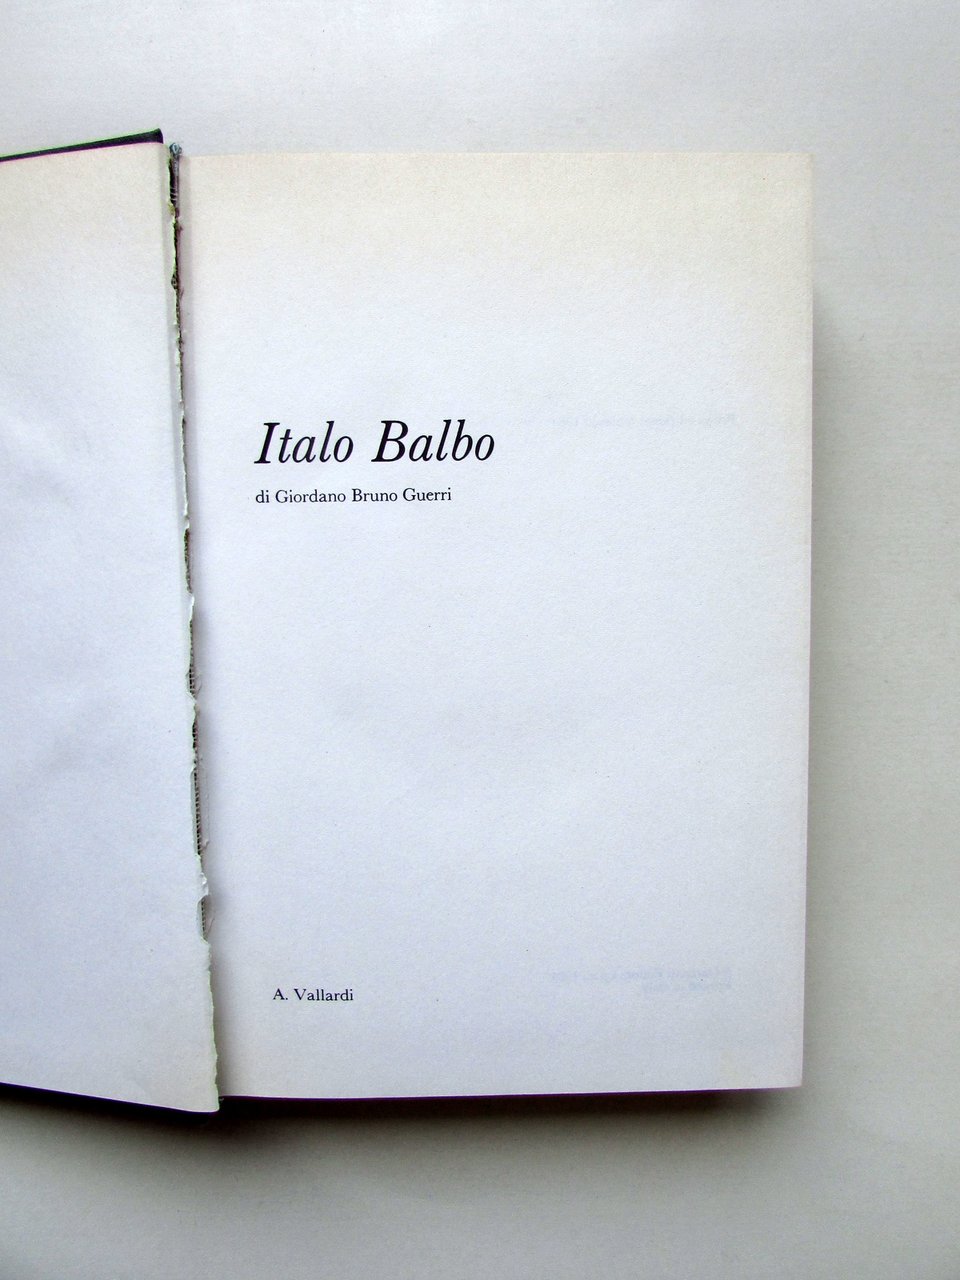 Italo Balbo
di Giordano Bruno Guerri
A. Vallardi